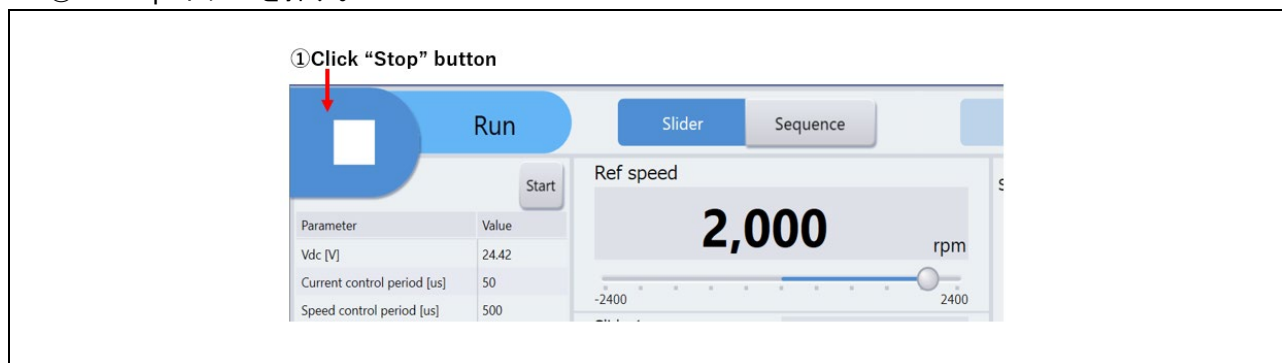 ①Click “Stop” button
Run
Slider
Sequence
Start
Ref speed
2,000
rpm
Parameter
Value
Vdc [V]
24.42
Current control period [us]
50
Speed control period [us]
500
-2400
2400